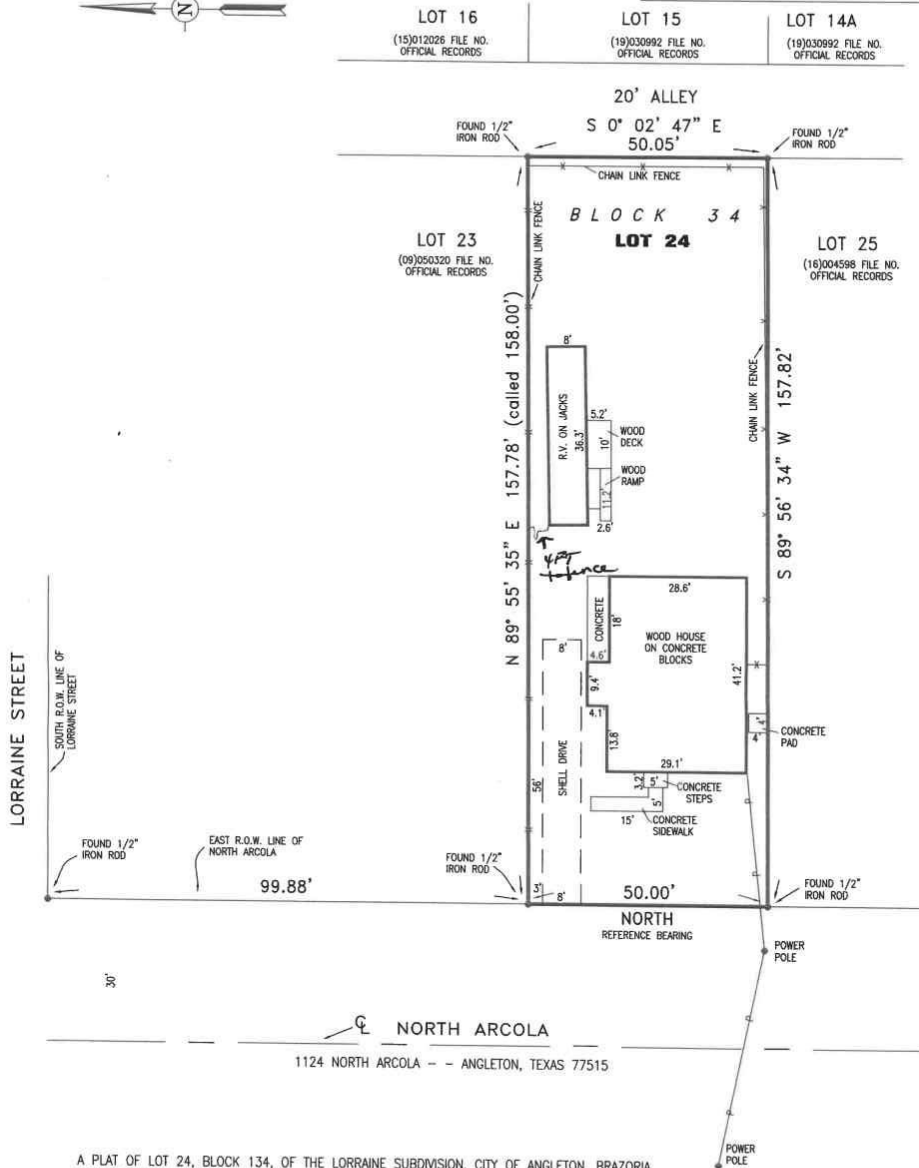 N
LOT 16
(15)012026 FILE NO.
OFFICIAL RECORDS
LOT 15
(19)030992 FILE NO.
OFFICIAL RECORDS
LOT 14A
(19)030992 FILE NO.
OFFICIAL RECORDS
20' ALLEY
S 0° 02' 47" E
50.05'
FOUND 1/2"
IRON ROD
FOUND 1/2"
IRON ROD
CHAIN LINK FENCE
BLOCK 34
LOT 24
LOT 23
(09)050320 FILE NO.
OFFICIAL RECORDS
CHAIN LINK FENCE
LOT 25
(16)004598 FILE NO.
OFFICIAL RECORDS
N 89° 55' 35" E 157.78' (called 158.00')
S 89° 56' 34" W 157.82'
CHAIN LINK FENCE
8'
R.V. ON JACKS
36.3'
5.2'
10'
WOOD
DECK
WOOD
RAMP
11.2'
2.6'
4FT
fence
28.6'
CONCRETE
18'
WOOD HOUSE
ON CONCRETE
BLOCKS
41.2'
8'
4.6'
9.4'
4.1'
13.8'
4'
4'
CONCRETE
PAD
SHELL DRIVE
56'
29.1'
3.2'
5'
CONCRETE
STEPS
5'
15'
CONCRETE
SIDEWALK
LORRAINE STREET
SOUTH R.O.W. LINE OF
LORRAINE STREET
FOUND 1/2"
IRON ROD
EAST R.O.W. LINE OF
NORTH ARCOLA
99.88'
FOUND 1/2"
IRON ROD
3'
8'
50.00'
NORTH
REFERENCE BEARING
FOUND 1/2"
IRON ROD
P
P
POWER
POLE
30'
P
℄ NORTH ARCOLA
1124 NORTH ARCOLA - - ANGLETON, TEXAS 77515
P
POWER
POLE
A PLAT OF LOT 24, BLOCK 134, OF THE LORRAINE SUBDIVISION, CITY OF ANGLETON, BRAZORIA